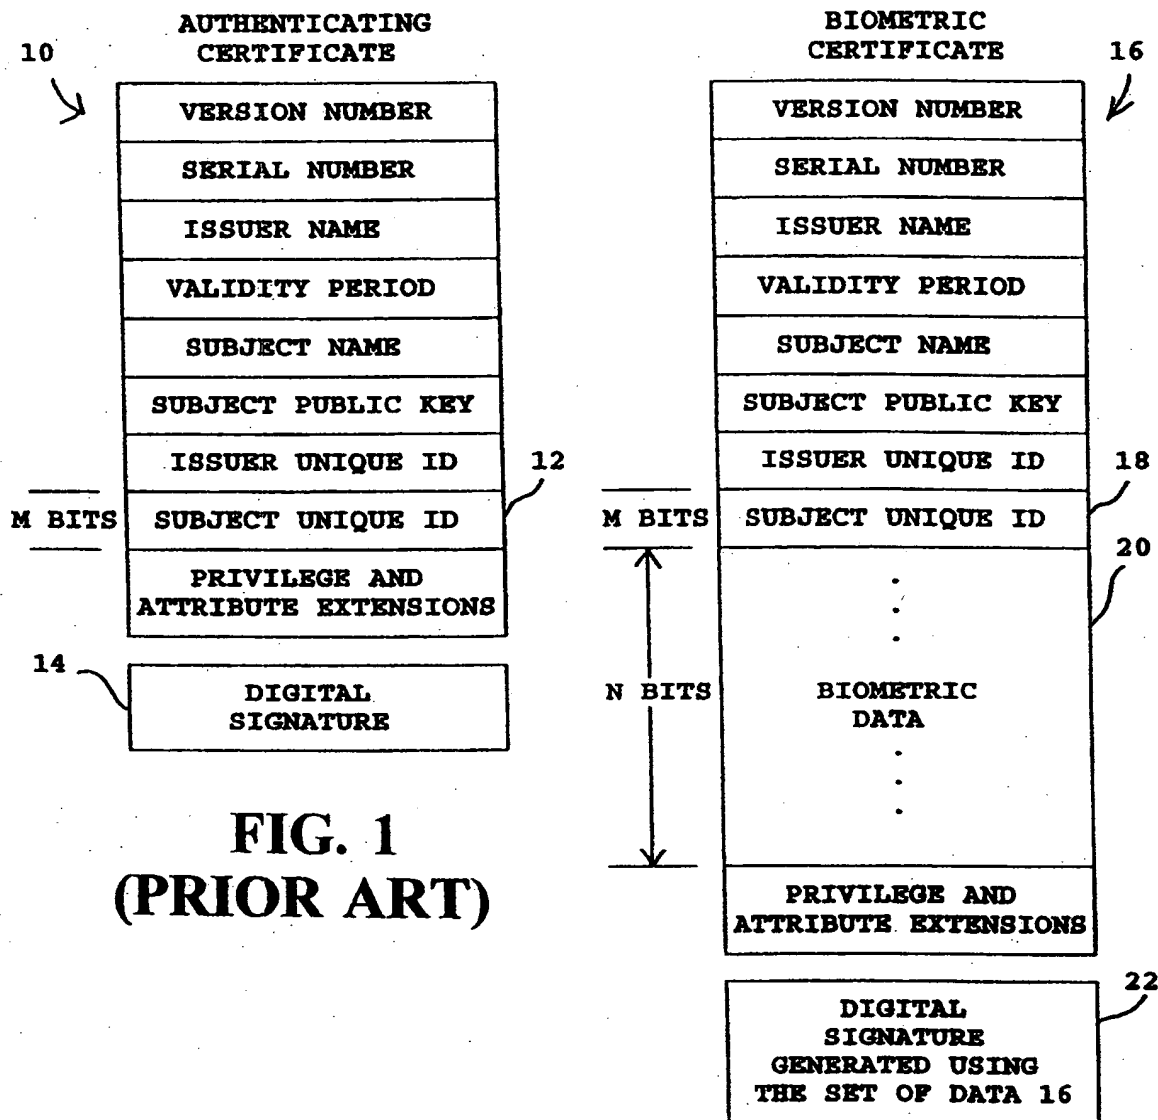 AUTHENTICATING
CERTIFICATE
10
VERSION NUMBER
SERIAL NUMBER
ISSUER NAME
VALIDITY PERIOD
SUBJECT NAME
SUBJECT PUBLIC KEY
ISSUER UNIQUE ID
12
M BITS
SUBJECT UNIQUE ID
PRIVILEGE AND
ATTRIBUTE EXTENSIONS
14
DIGITAL
SIGNATURE
FIG. 1
(PRIOR ART)
BIOMETRIC
CERTIFICATE
16
VERSION NUMBER
SERIAL NUMBER
ISSUER NAME
VALIDITY PERIOD
SUBJECT NAME
SUBJECT PUBLIC KEY
ISSUER UNIQUE ID
18
M BITS
SUBJECT UNIQUE ID
20
N BITS
BIOMETRIC
DATA
PRIVILEGE AND
ATTRIBUTE EXTENSIONS
22
DIGITAL
SIGNATURE
GENERATED USING
THE SET OF DATA 16